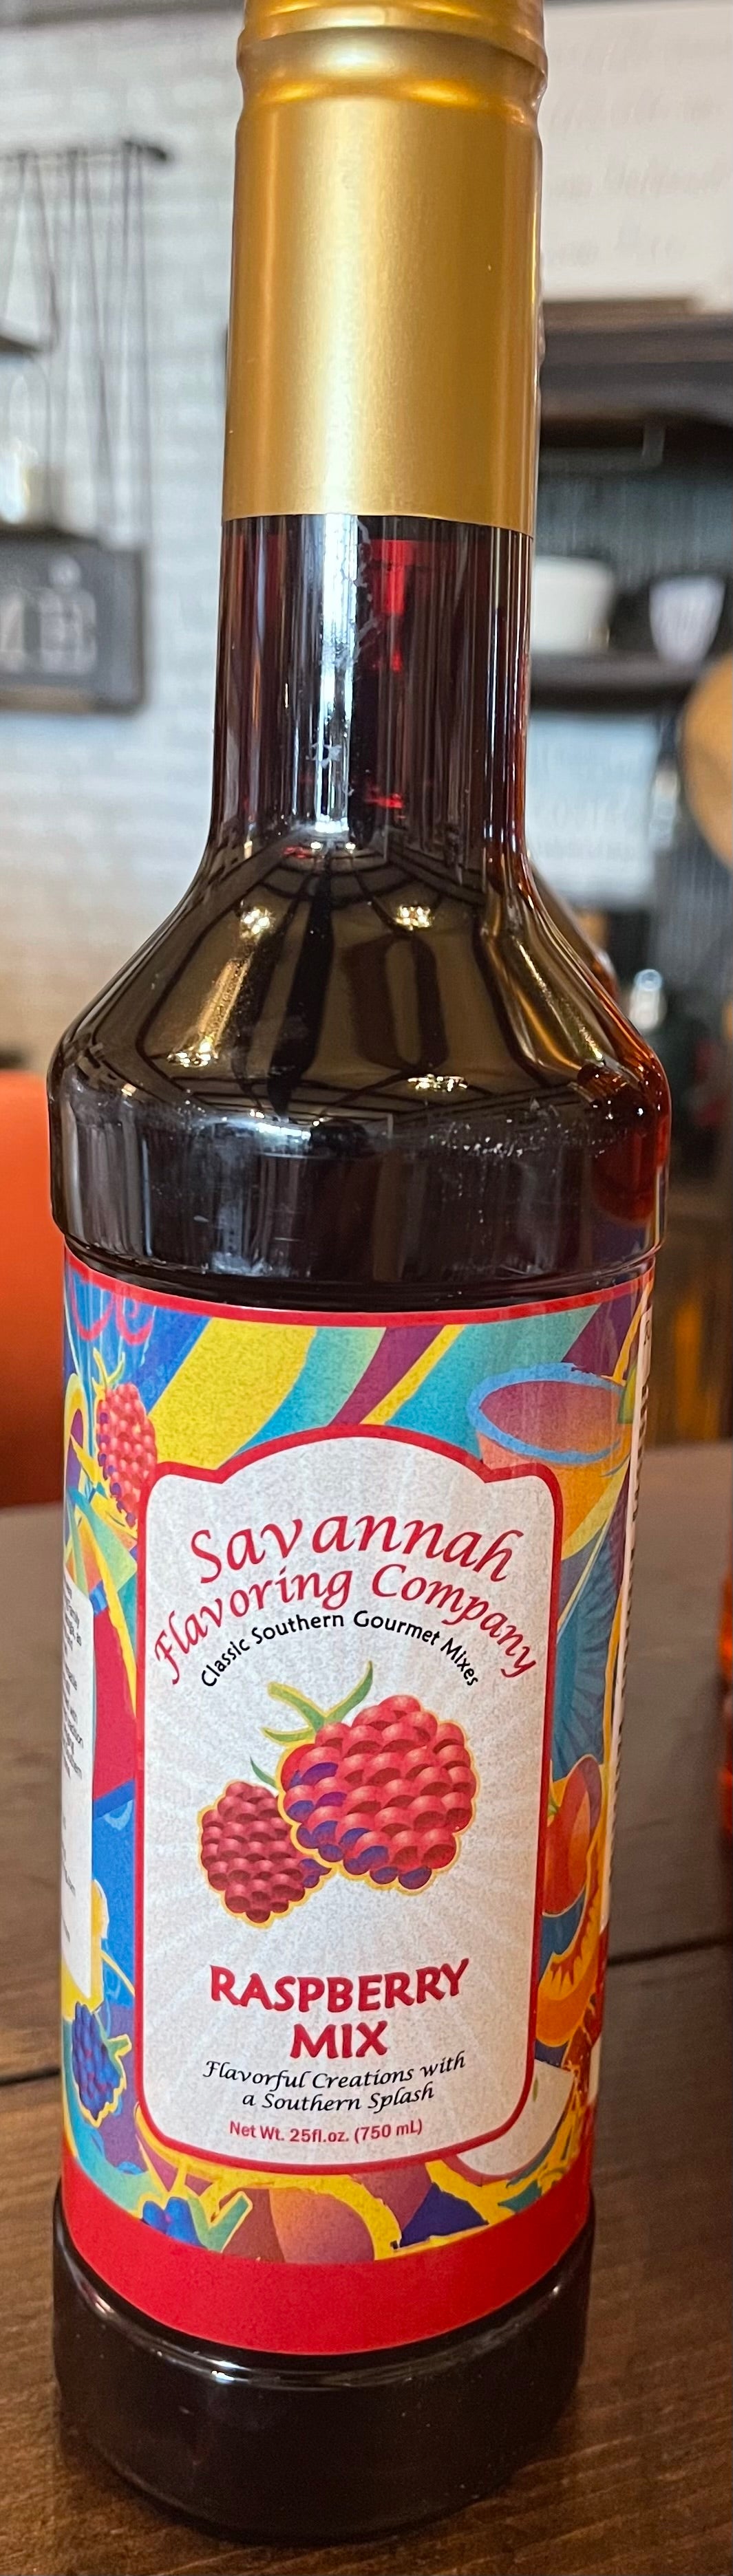 Savannah
Flavoring Company
Classic Southern Gourmet Mixes
RASPBERRY
MIX
Flavorful Creations with
a Southern Splash
Net Wt. 25fl.oz. (750 mL)